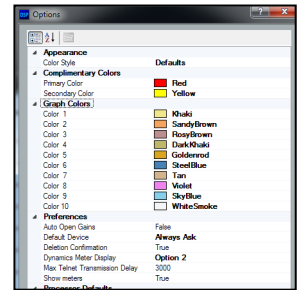 DSP Options
Appearance
Color Style Defaults
Complimentary Colors
Primary Color Red
Secondary Color Yellow
Graph Colors
Color 1 Khaki
Color 2 SandyBrown
Color 3 RosyBrown
Color 4 DarkKhaki
Color 5 Goldenrod
Color 6 SteelBlue
Color 7 Tan
Color 8 Violet
Color 9 SkyBlue
Color 10 WhiteSmoke
Preferences
Auto Open Gains False
Default Device Always Ask
Deletion Confirmation True
Dynamics Meter Display Option 2
Max Telnet Transmission Delay 3000
Show meters True
Processor Defaults